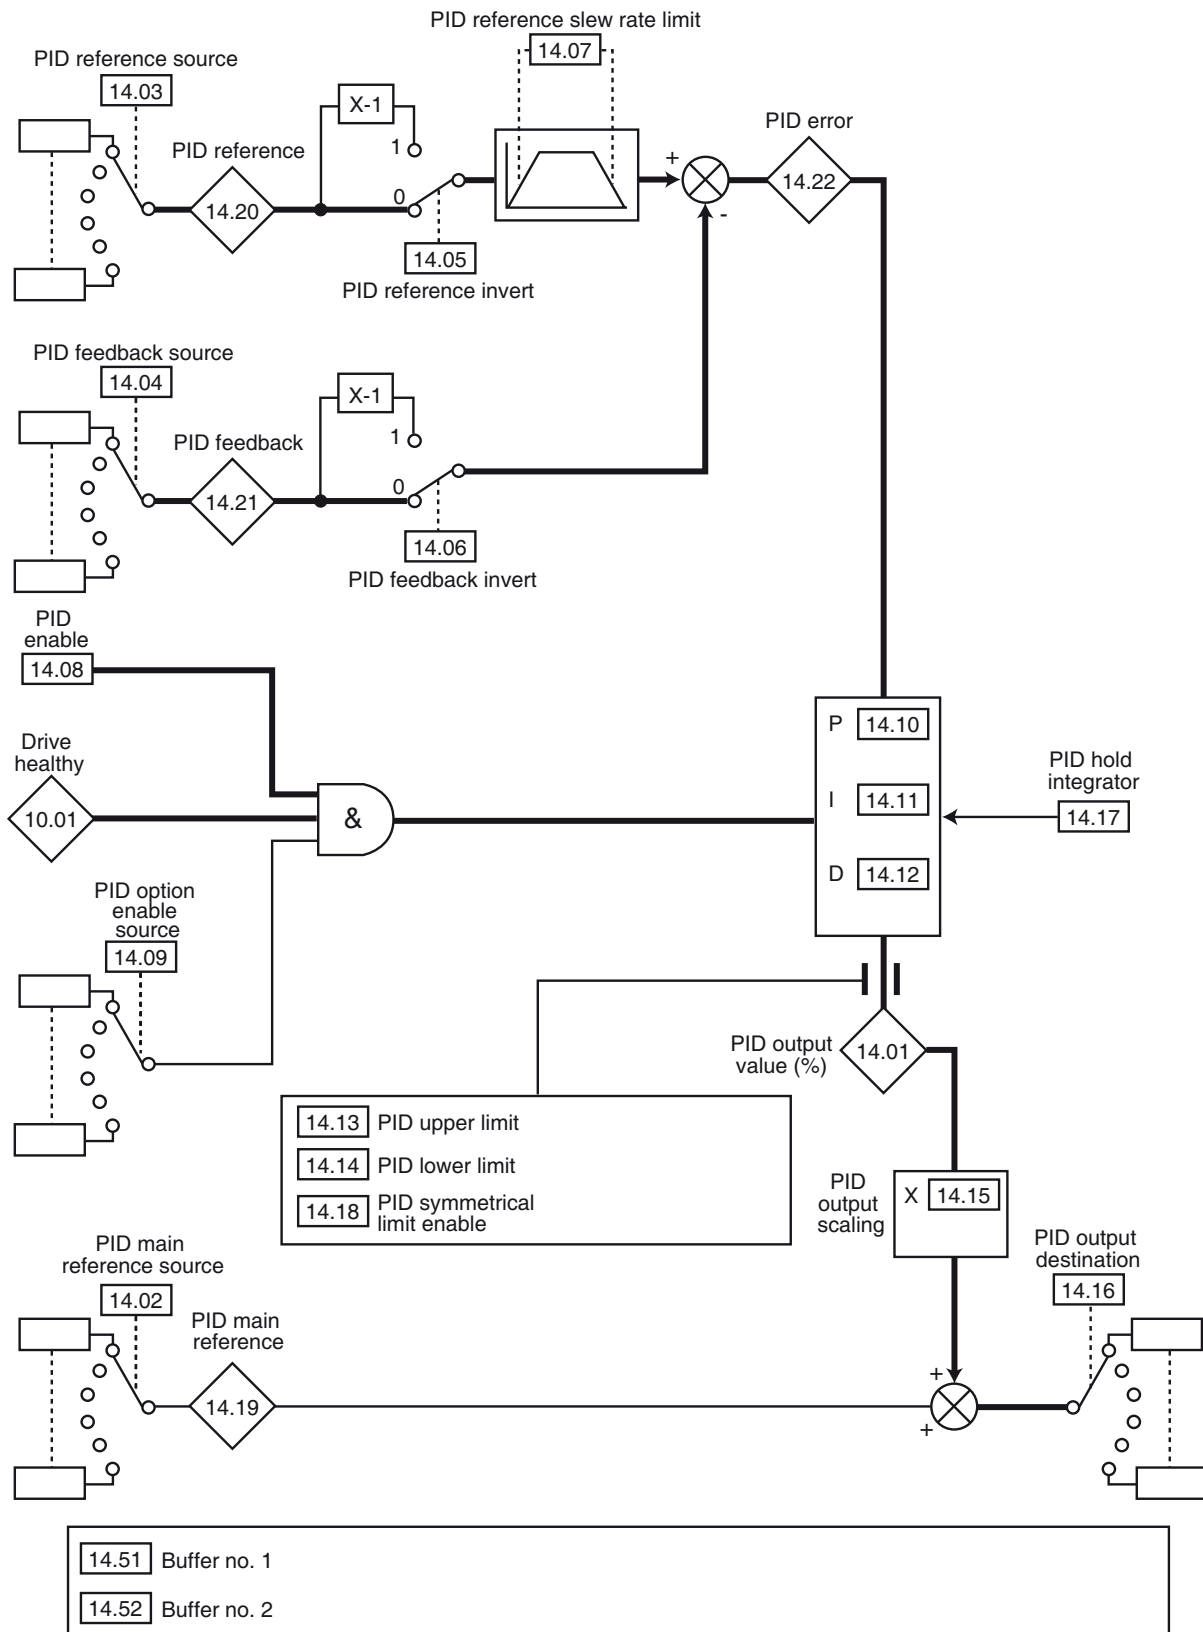 PID reference slew rate limit
14.07
PID reference source
14.03
X-1
1
PID reference
14.20
0
14.05
PID reference invert
+
-
PID error
14.22
PID feedback source
14.04
X-1
1
PID feedback
14.21
0
14.06
PID feedback invert
PID
enable
14.08
Drive
healthy
10.01
&
P 14.10
I 14.11
D 14.12
PID hold
integrator
14.17
PID option
enable
source
14.09
PID output
value (%)
14.01
14.13 PID upper limit
14.14 PID lower limit
14.18 PID symmetrical
limit enable
PID
output
scaling
X 14.15
PID output
destination
14.16
PID main
reference source
14.02
PID main
reference
14.19
+
+
14.51 Buffer no. 1
14.52 Buffer no. 2